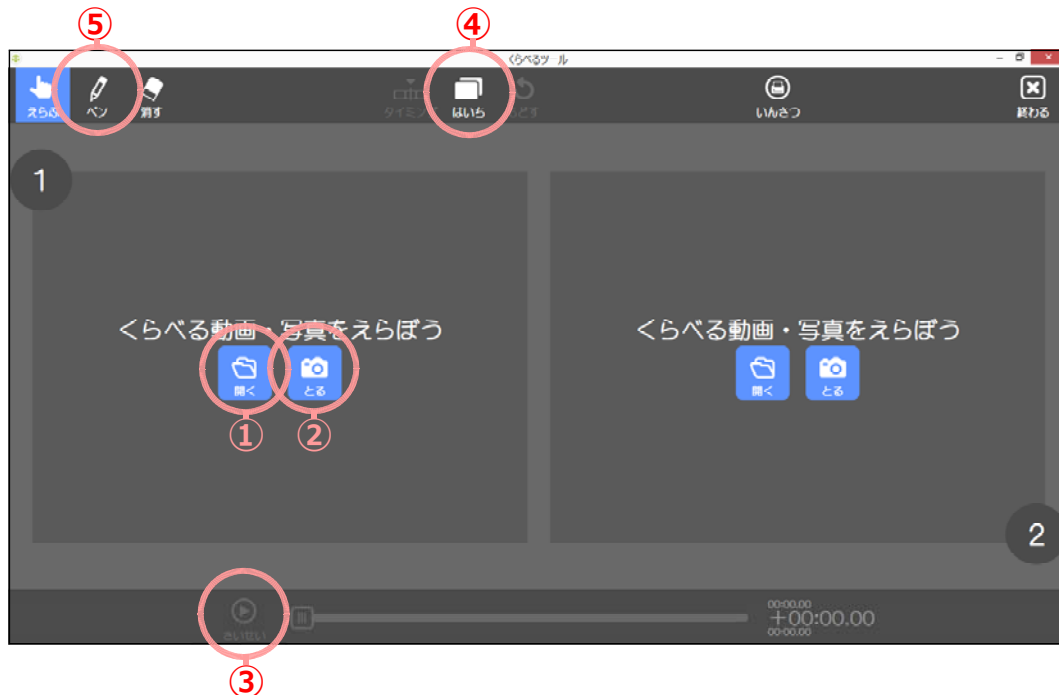 ⑤
④
くらべるツール
えらぶ
ペン
消す
タイミング
はいち
もどす
いんさつ
終わる
1
くらべる動画・写真をえらぼう
開く
とる
①
②
くらべる動画・写真をえらぼう
開く
とる
2
さいせい
00:00.00
+00:00.00
00:00.00
③